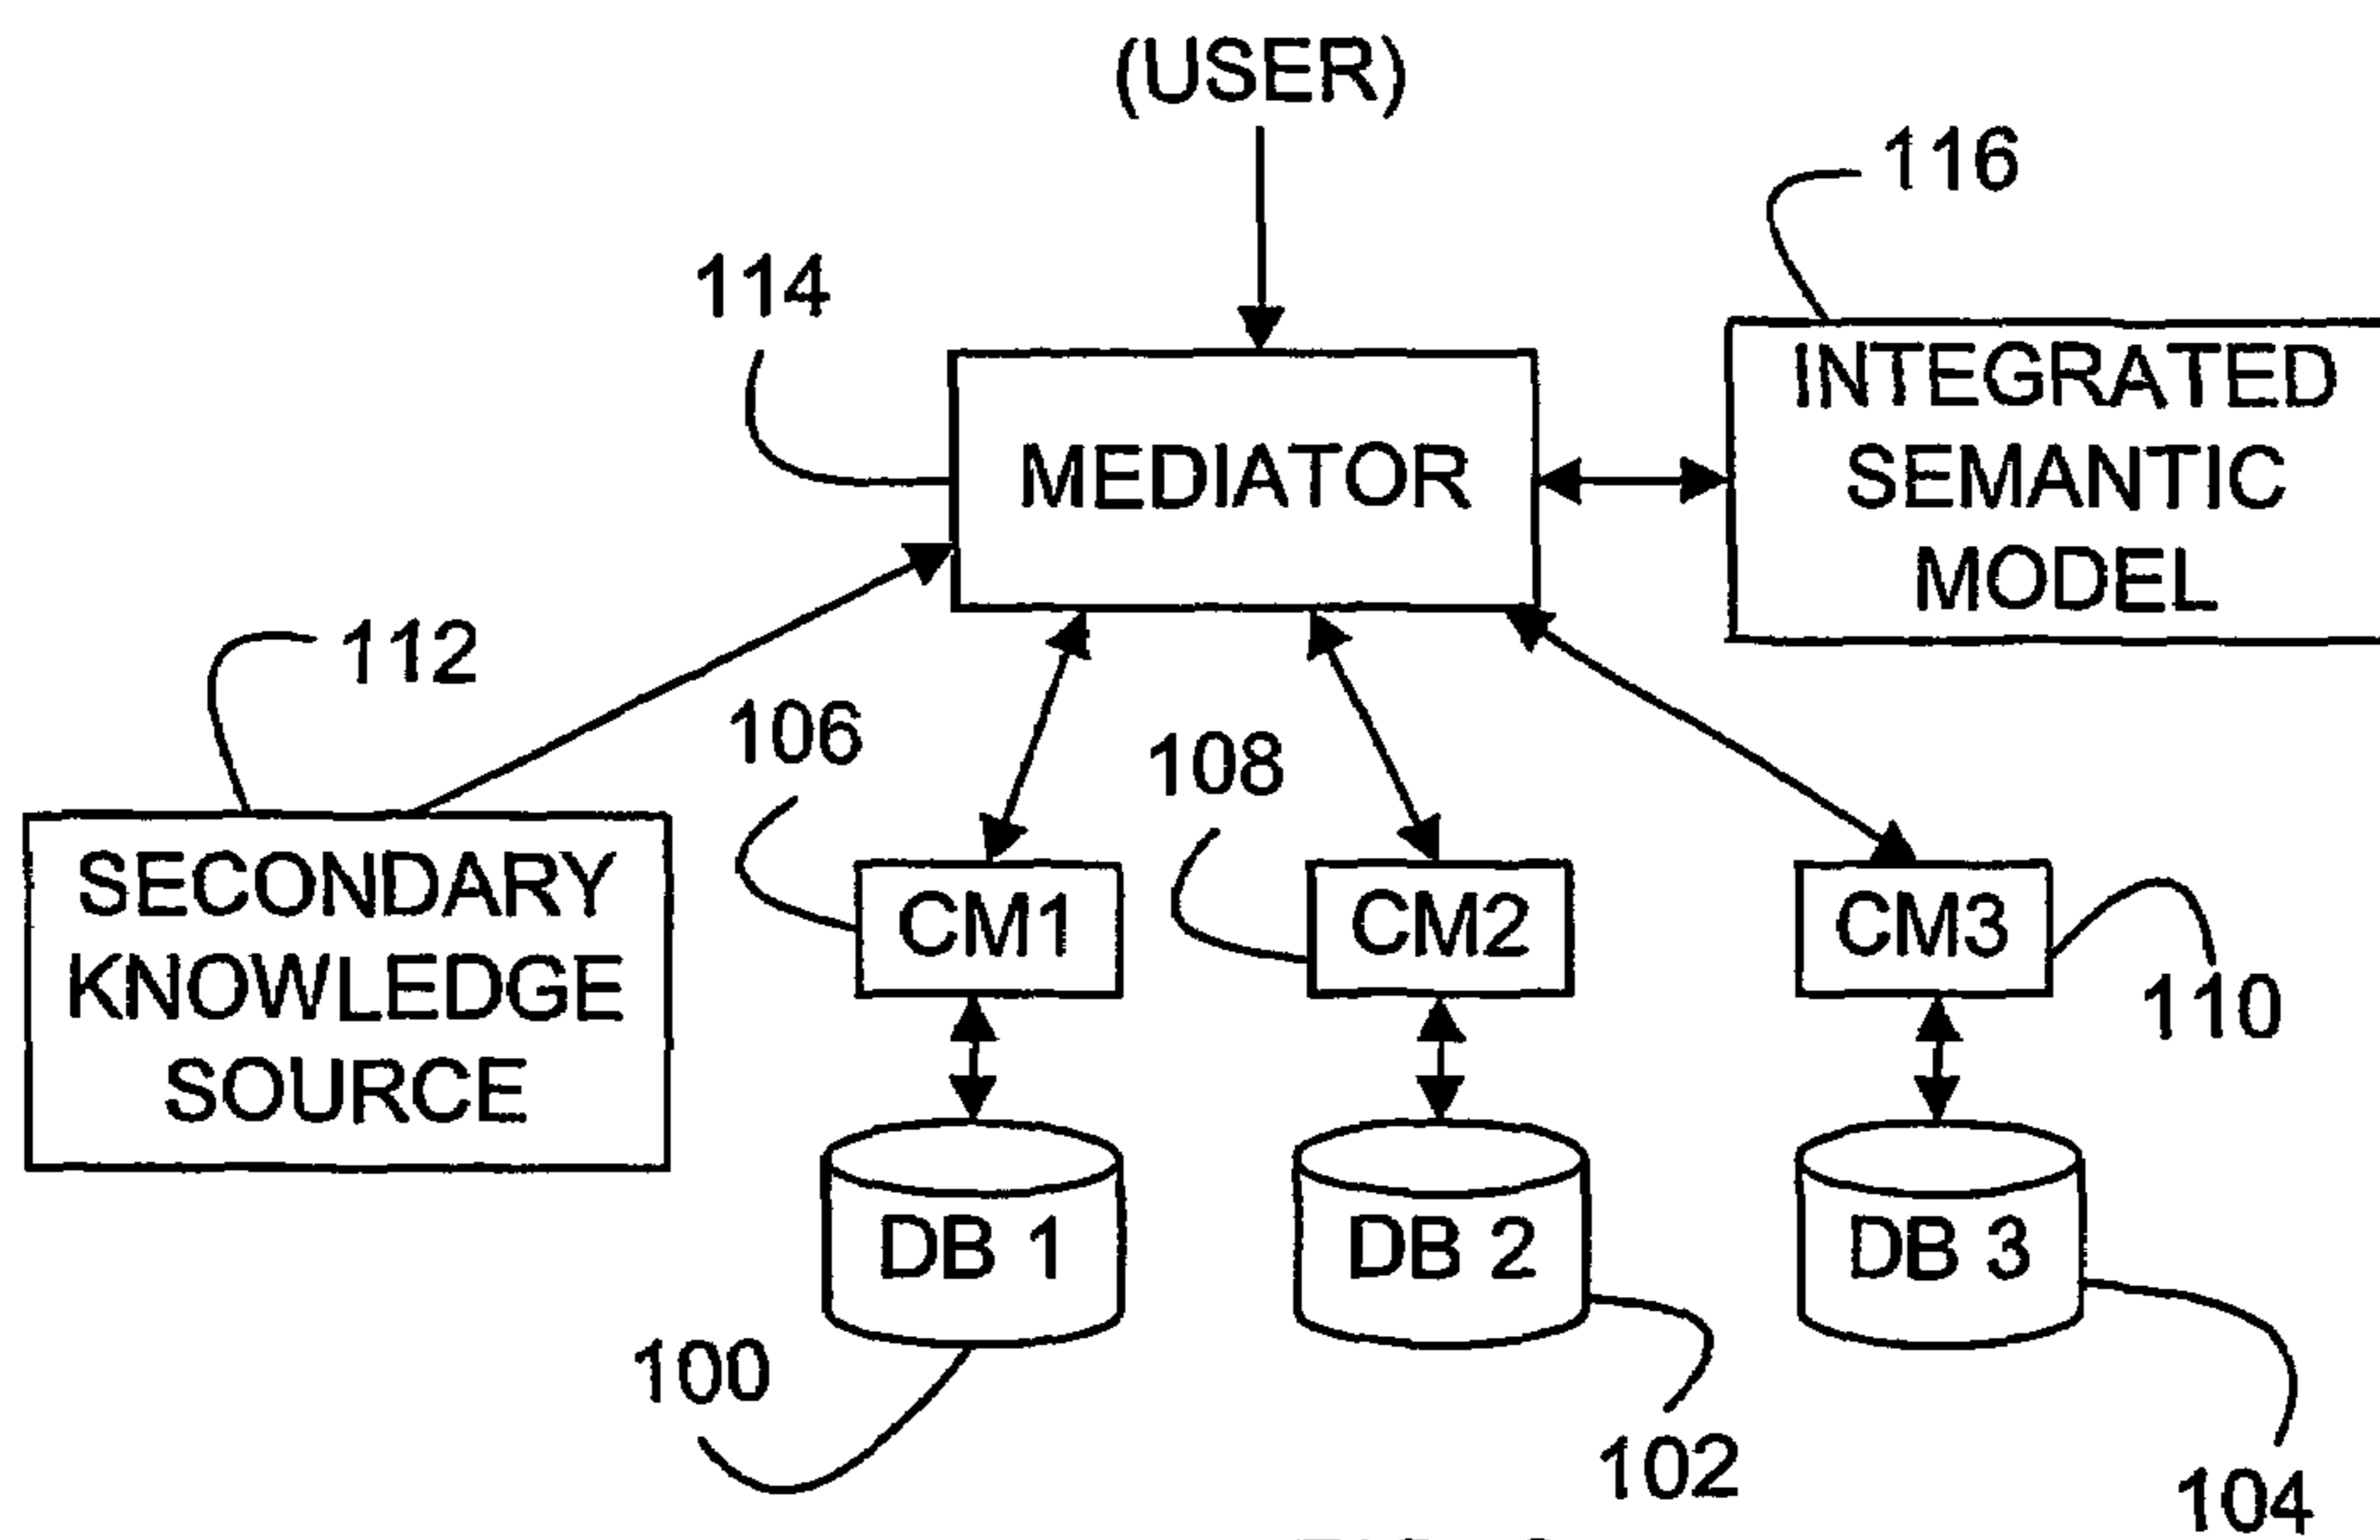 (USER)
116
114
INTEGRATED
SEMANTIC
MODEL
MEDIATOR
112
106
108
SECONDARY
KNOWLEDGE
SOURCE
CM1
CM2
CM3
110
DB 1
DB 2
DB 3
100
102
104